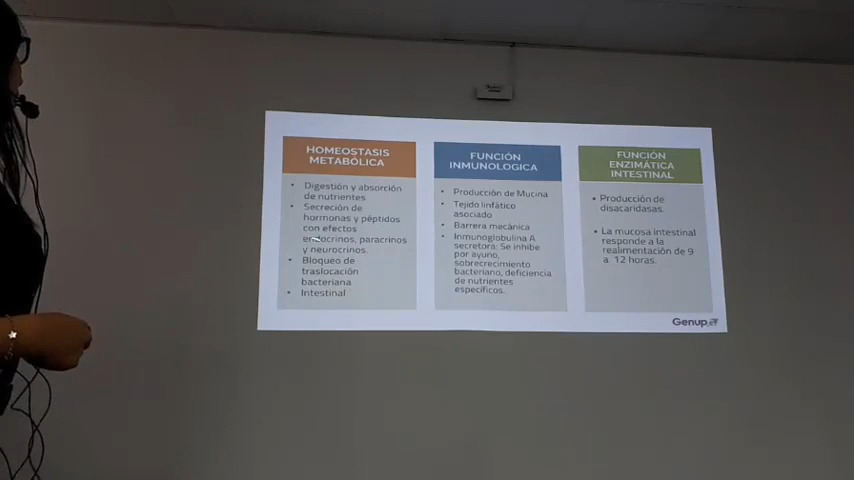 HOMEOSTASIS
METABÓLICA
• Digestión y absorción
de nutrientes
• Secreción de
hormonas y péptidos
con efectos
endocrinos, paracrinos
y neurocrinos.
• Bloqueo de
traslocación
bacteriana
• Intestinal
FUNCIÓN
INMUNOLOGICA
• Producción de Mucina
• Tejido linfático
asociado
• Barrera mecánica
• Inmunoglobulina A
secretora: Se inhibe
por ayuno,
sobrecrecimiento
bacteriano, deficiencia
de nutrientes
específicos.
FUNCIÓN
ENZIMÁTICA
INTESTINAL
• Producción de
disacaridasas.
• La mucosa intestinal
responde a la
realimentación de 9
a 12 horas.